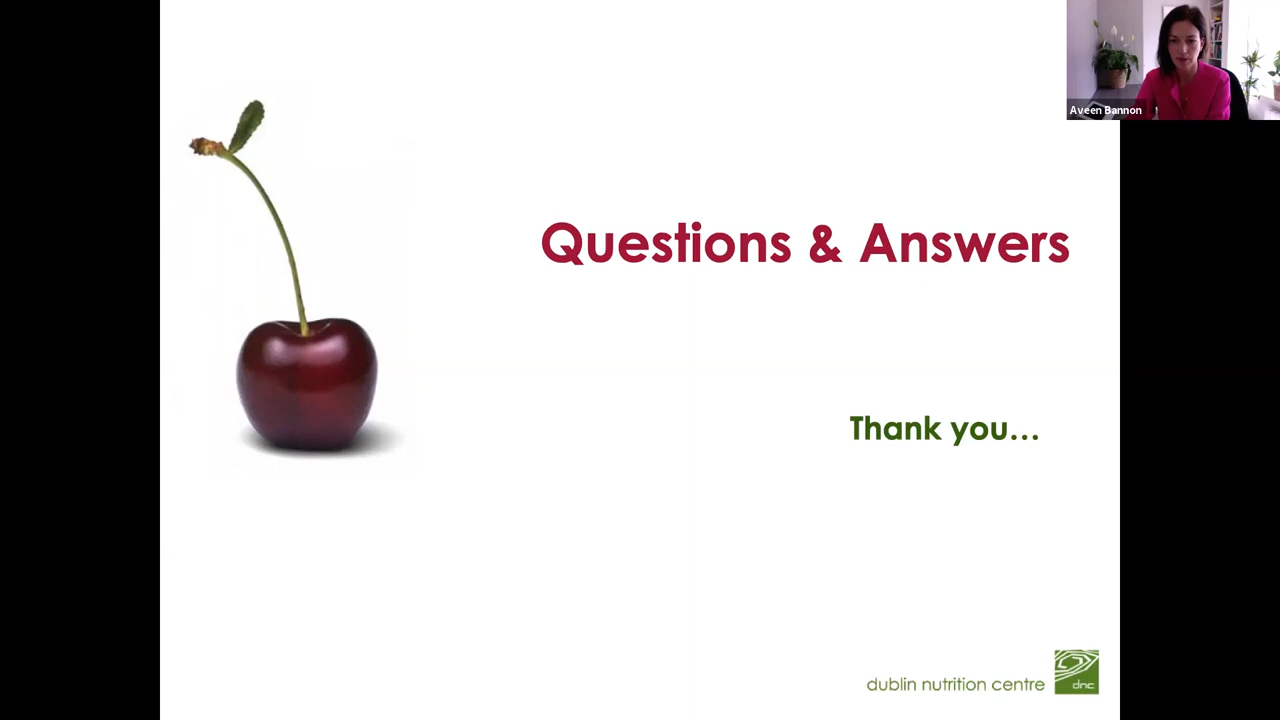 Aveen Bannon
Questions & Answers
Thank you...
dublin nutrition centre
dnc